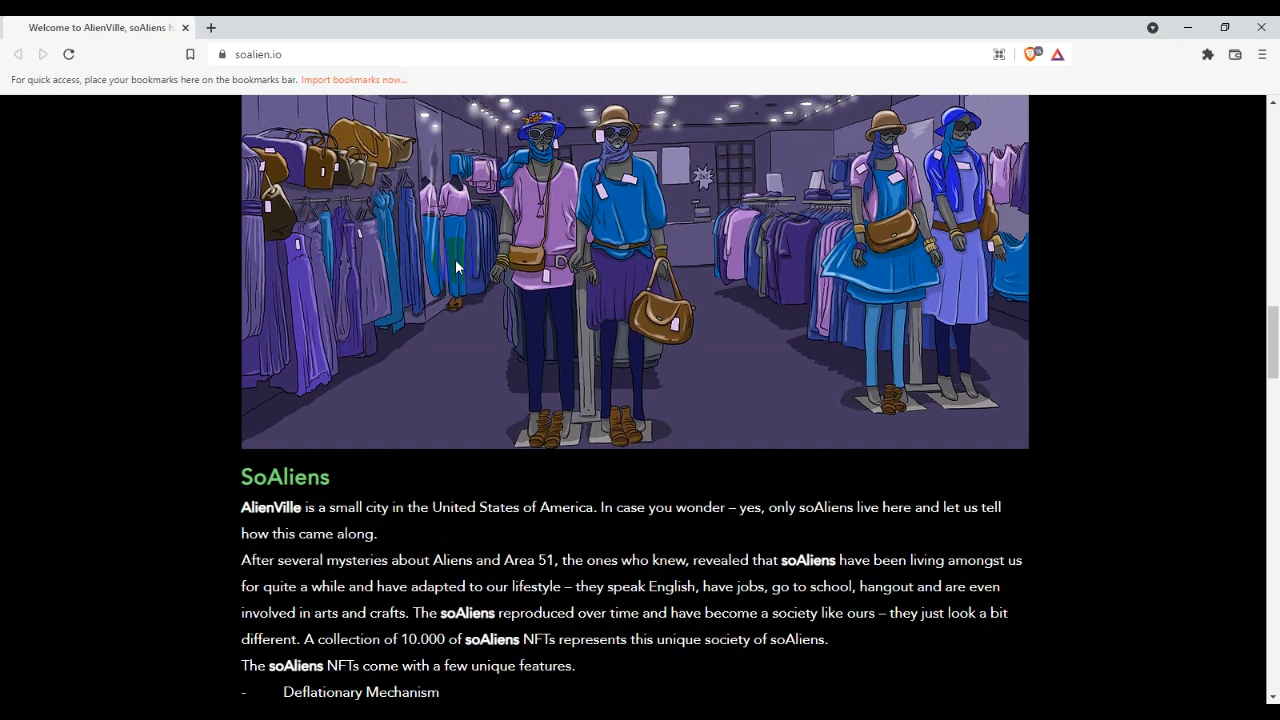 Welcome to AlienVille, soAliens h
soalien.io
15
For quick access, place your bookmarks here on the bookmarks bar. Import bookmarks now...
SoAliens
AlienVille is a small city in the United States of America. In case you wonder – yes, only soAliens live here and let us tell
how this came along.
After several mysteries about Aliens and Area 51, the ones who knew, revealed that soAliens have been living amongst us
for quite a while and have adapted to our lifestyle – they speak English, have jobs, go to school, hangout and are even
involved in arts and crafts. The soAliens reproduced over time and have become a society like ours – they just look a bit
different. A collection of 10.000 of soAliens NFTs represents this unique society of soAliens.
The soAliens NFTs come with a few unique features.
- Deflationary Mechanism